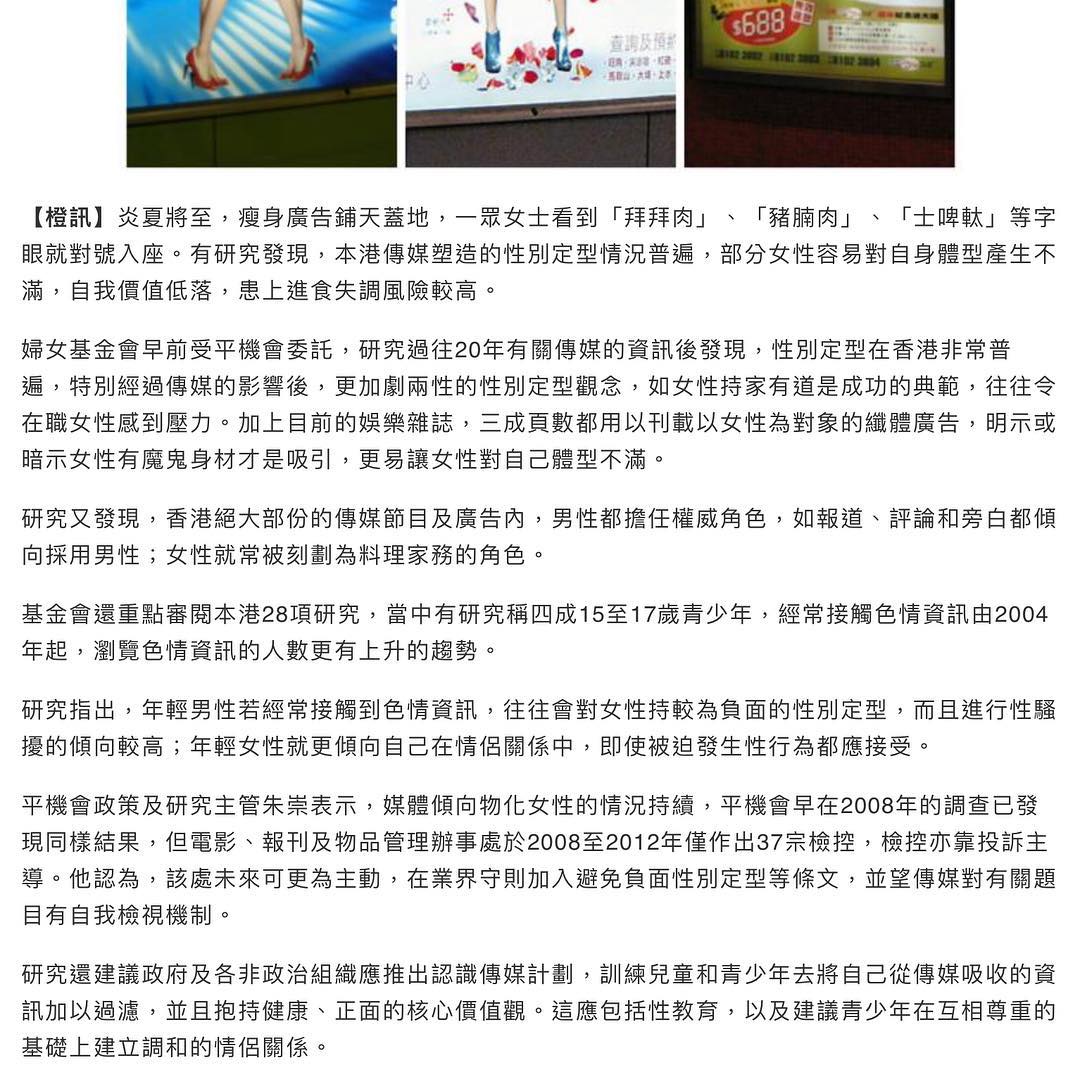 $688
查詢及預約
中心
【橙訊】炎夏將至，瘦身廣告鋪天蓋地，一眾女士看到「拜拜肉」、「豬腩肉」、「士啤軚」等字
眼就對號入座。有研究發現，本港傳媒塑造的性別定型情況普遍，部分女性容易對自身體型產生不
滿，自我價值低落，患上進食失調風險較高。
婦女基金會早前受平機會委託，研究過往20年有關傳媒的資訊後發現，性別定型在香港非常普
遍，特別經過傳媒的影響後，更加劇兩性的性別定型觀念，如女性持家有道是成功的典範，往往令
在職女性感到壓力。加上目前的娛樂雜誌，三成頁數都用以刊載以女性為對象的纖體廣告，明示或
暗示女性有魔鬼身材才是吸引，更易讓女性對自己體型不滿。
研究又發現，香港絕大部份的傳媒節目及廣告內，男性都擔任權威角色，如報道、評論和旁白都傾
向採用男性；女性就常被刻劃為料理家務的角色。
基金會還重點審閱本港28項研究，當中有研究稱四成15至17歲青少年，經常接觸色情資訊由2004
年起，瀏覽色情資訊的人數更有上升的趨勢。
研究指出，年輕男性若經常接觸到色情資訊，往往會對女性持較為負面的性別定型，而且進行性騷
擾的傾向較高；年輕女性就更傾向自己在情侶關係中，即使被迫發生性行為都應接受。
平機會政策及研究主管朱崇表示，媒體傾向物化女性的情況持續，平機會早在2008年的調查已發
現同樣結果，但電影、報刊及物品管理辦事處於2008至2012年僅作出37宗檢控，檢控亦靠投訴主
導。他認為，該處未來可更為主動，在業界守則加入避免負面性別定型等條文，並望傳媒對有關題
目有自我檢視機制。
研究還建議政府及各非政治組織應推出認識傳媒計劃，訓練兒童和青少年去將自己從傳媒吸收的資
訊加以過濾，並且抱持健康、正面的核心價值觀。這應包括性教育，以及建議青少年在互相尊重的
基礎上建立調和的情侶關係。